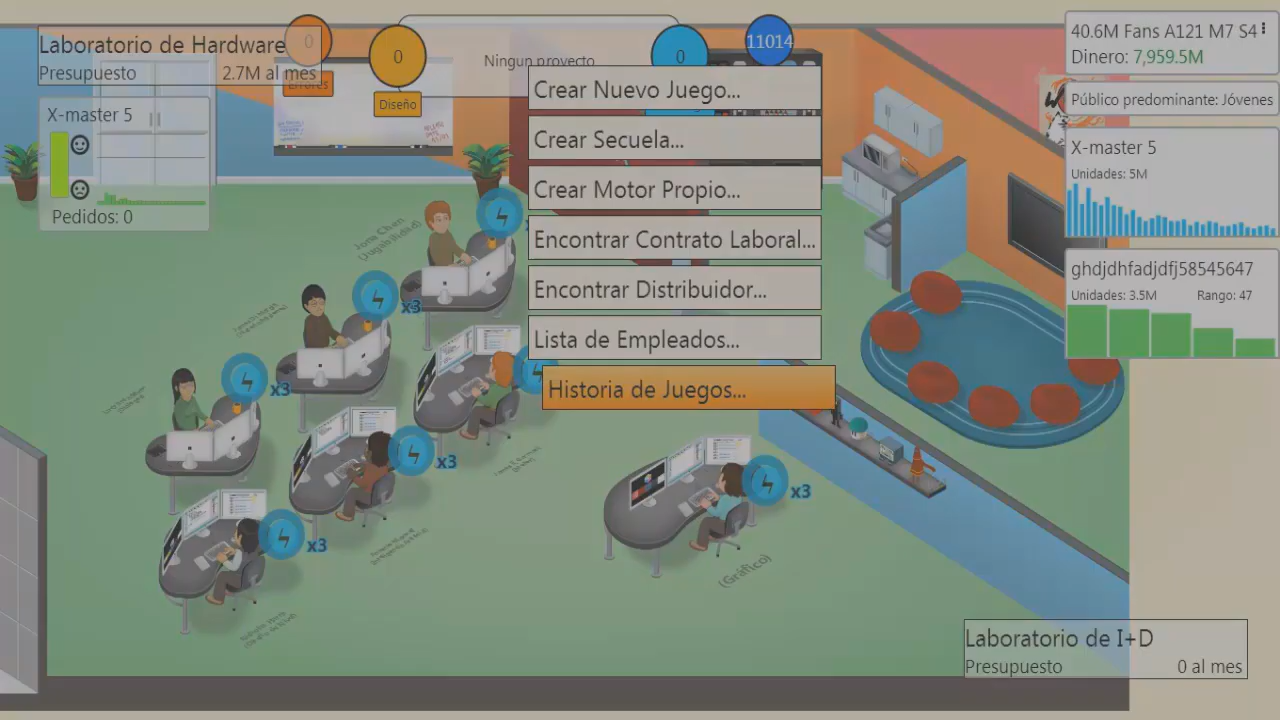 Laboratorio de Hardware
Presupuesto 2.7M al mes
0
Errores
0
Diseño
Ningun proyecto
0
11014
40.6M Fans A121 M7 S4
Dinero: 7,959.5M
Público predominante: Jóvenes
X-master 5
Pedidos: 0
X-master 5
Unidades: 5M
ghdjdhfadjdfj58545647
Unidades: 3.5M Rango: 47
Crear Nuevo Juego...
Crear Secuela...
Crear Motor Propio...
Encontrar Contrato Laboral...
Encontrar Distribuidor...
Lista de Empleados...
Historia de Juegos...
x3
x3
x3
x3
x3
(Gráfico)
Laboratorio de I+D
Presupuesto 0 al mes